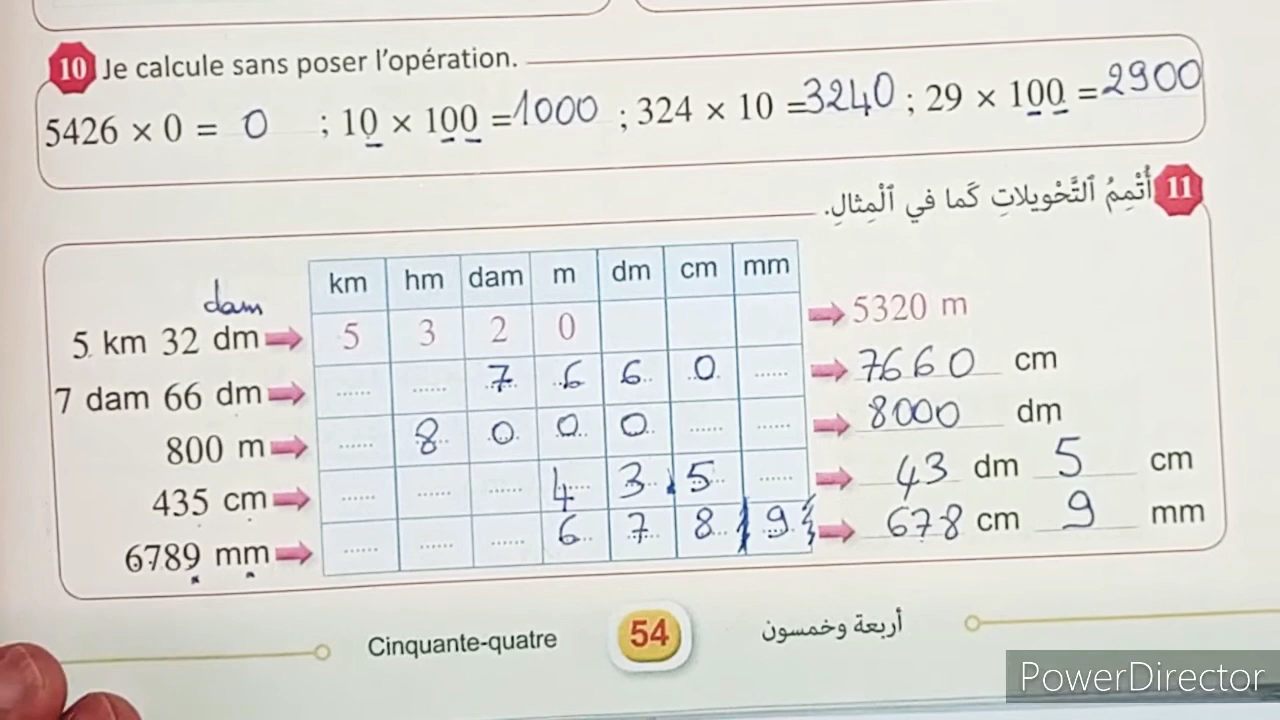 10 Je calcule sans poser l'opération.
5426 × 0 = 0 ; 10 × 100 = 1000 ; 324 × 10 = 3240 ; 29 × 100 = 2900
11 أُتْمِمُ ٱلتَّحْويلاتِ كَما في ٱلْمِثالِ.
km hm dam m dm cm mm
dam
5 km 32 dm 5 3 2 0 5320 m
7 dam 66 dm ...... ...... 7 6 6 0 ...... 7660 cm
800 m ...... 8 0 0 0 ...... ...... 8000 dm
435 cm ...... ...... ...... 4 3 5 ...... 43 dm 5 cm
6789 mm ...... ...... ...... 6 7 8 9 678 cm 9 mm
Cinquante-quatre 54 أربعة وخمسون
PowerDirector